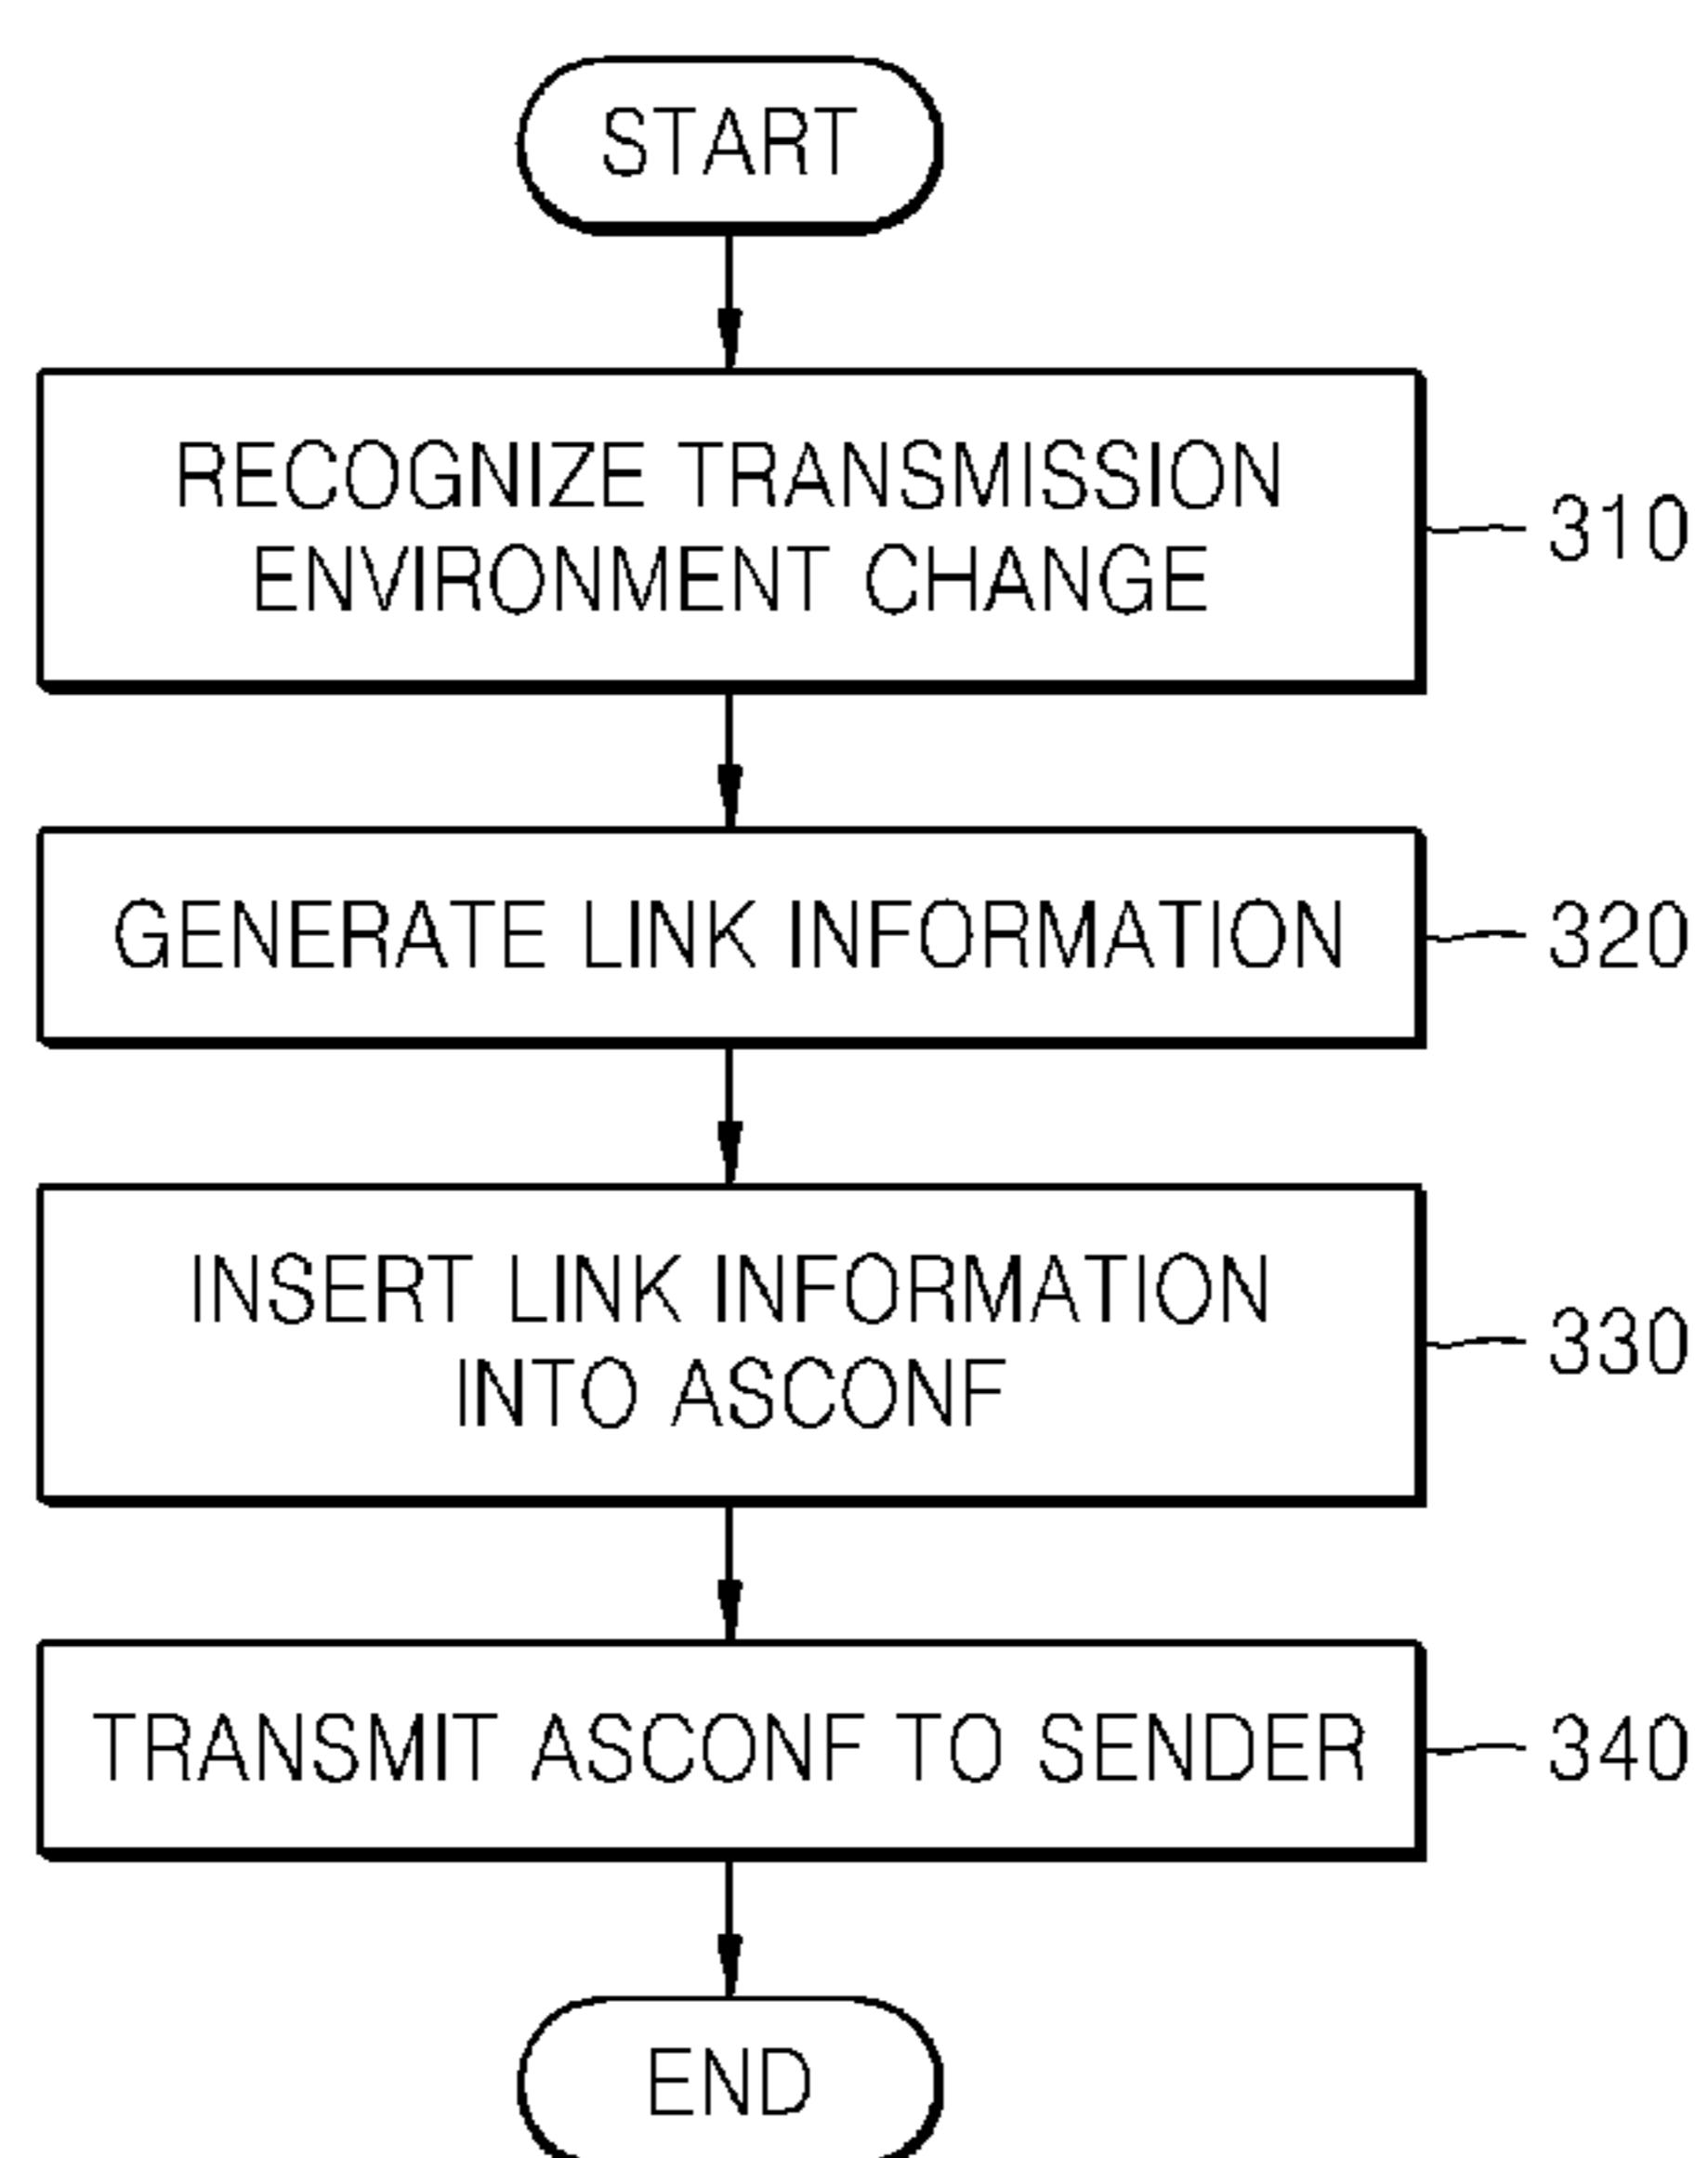 START
RECOGNIZE TRANSMISSION
ENVIRONMENT CHANGE
310
GENERATE LINK INFORMATION
320
INSERT LINK INFORMATION
INTO ASCONF
330
TRANSMIT ASCONF TO SENDER
340
END